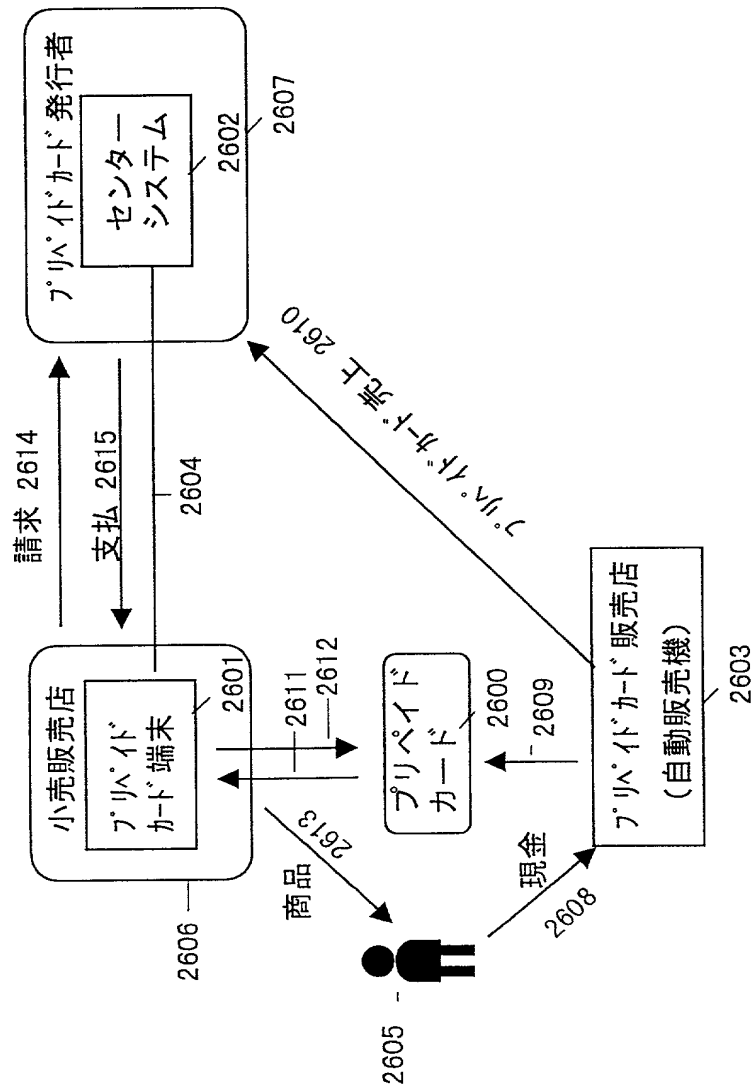 小売販売店
プリペイド
カード端末
2601
2606
請求 2614
支払 2615
2604
プリペイドカード発行者
センター
システム
2602
2607
2611
2612
商品
2613
プリペイド
カード
2600
2609
プリペイドカード売上 2610
2605
現金
2608
プリペイドカード販売店
(自動販売機)
2603